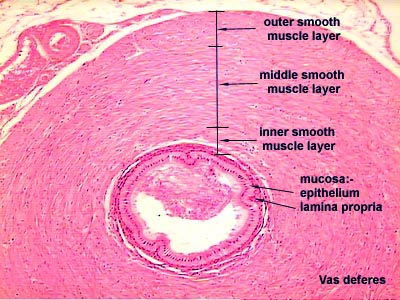 outer smooth
muscle layer
middle smooth
muscle layer
inner smooth
muscle layer
mucosa:-
epithelium
lamina propria
Vas deferes